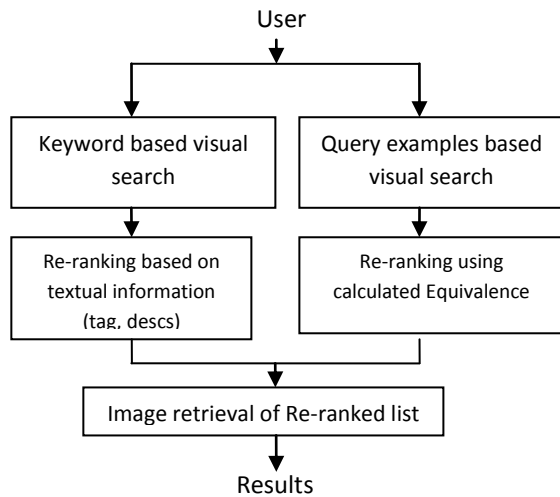 User
Keyword based visual
search
Query examples based
visual search
Re-ranking based on
textual information
(tag, descs)
Re-ranking using
calculated Equivalence
Image retrieval of Re-ranked list
Results